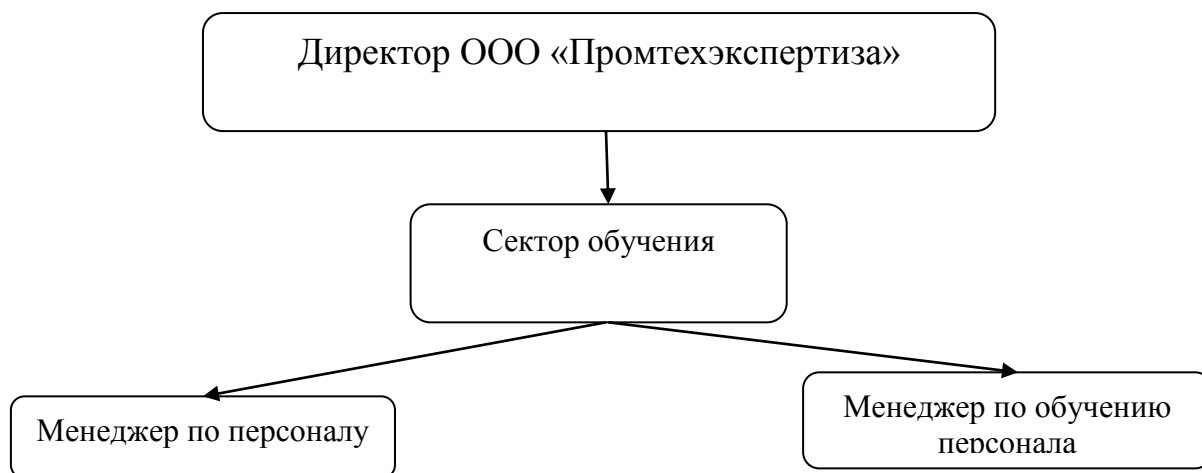 Директор ООО «Промтехэкспертиза»
Сектор обучения
Менеджер по персоналу
Менеджер по обучению
персонала